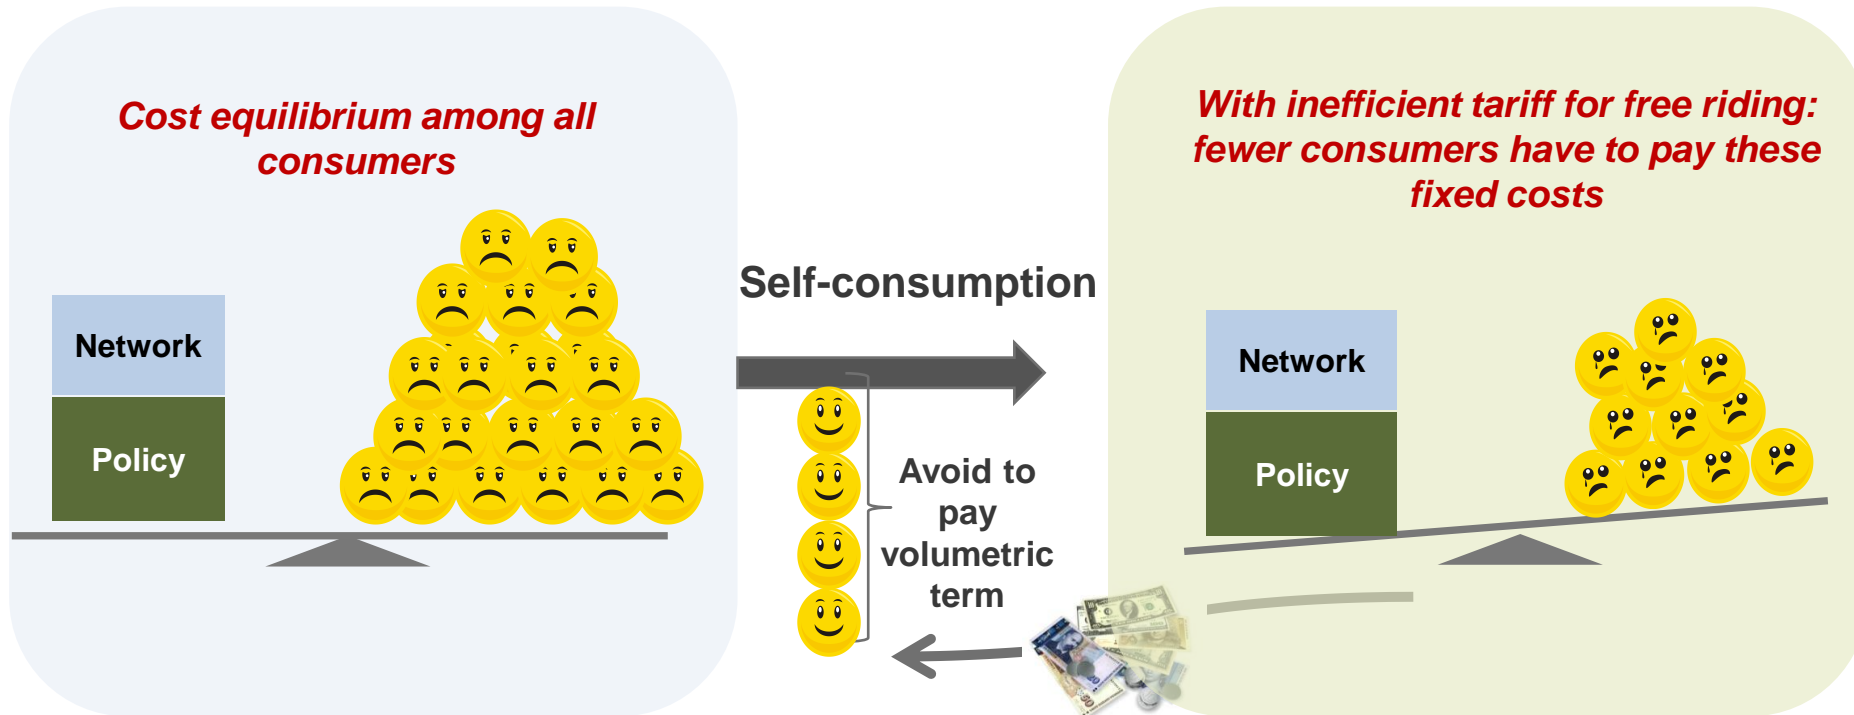 Cost equilibrium among all
consumers
Network
Policy
Self-consumption
Avoid to
pay
volumetric
term
With inefficient tariff for free riding:
fewer consumers have to pay these
fixed costs
Network
Policy